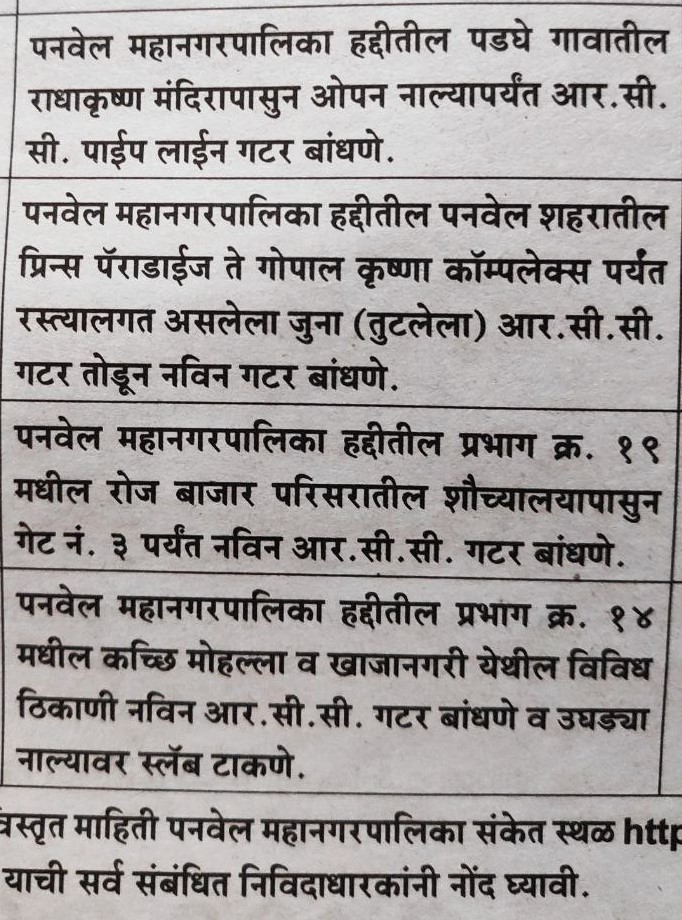 पनवेल महानगरपालिका हद्दीतील पडघे गावातील
राधाकृष्ण मंदिरापासुन ओपन नाल्यापर्यंत आर.सी.
सी. पाईप लाईन गटर बांधणे.
पनवेल महानगरपालिका हद्दीतील पनवेल शहरातील
प्रिन्स पॅराडाईज ते गोपाल कृष्णा कॉम्पलेक्स पर्यंत
रस्त्यालगत असलेला जुना (तुटलेला) आर.सी.सी.
गटर तोडून नविन गटर बांधणे.
पनवेल महानगरपालिका हद्दीतील प्रभाग क्र. १९
मधील रोज बाजार परिसरातील शौच्यालयापासुन
गेट नं. ३ पर्यंत नविन आर.सी.सी. गटर बांधणे.
पनवेल महानगरपालिका हद्दीतील प्रभाग क्र. १४
मधील कच्छि मोहल्ला व खाजानगरी येथील विविध
ठिकाणी नविन आर.सी.सी. गटर बांधणे व उघड्या
नाल्यावर स्लॅब टाकणे.
माहिती पनवेल महानगरपालिका संकेत स्थळ http
याची सर्व संबंधित निविदाधारकांनी नोंद घ्यावी.